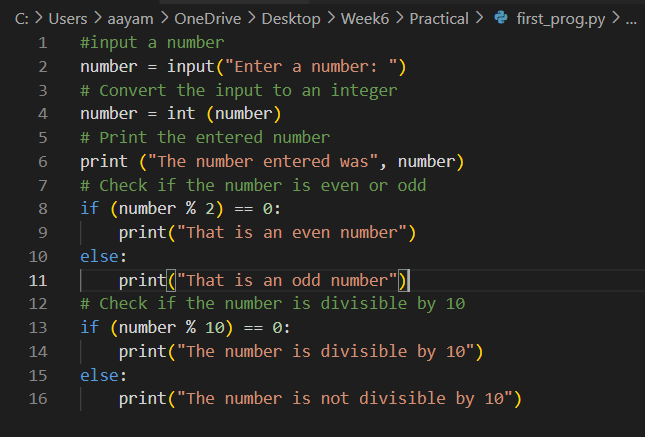 C: > Users > aayam > OneDrive > Desktop > Week6 > Practical > first_prog.py > ...
1 #input a number
2 number = input("Enter a number: ")
3 # Convert the input to an integer
4 number = int (number)
5 # Print the entered number
6 print ("The number entered was", number)
7 # Check if the number is even or odd
8 if (number % 2) == 0:
9     print("That is an even number")
10 else:
11     print("That is an odd number")
12 # Check if the number is divisible by 10
13 if (number % 10) == 0:
14     print("The number is divisible by 10")
15 else:
16     print("The number is not divisible by 10")